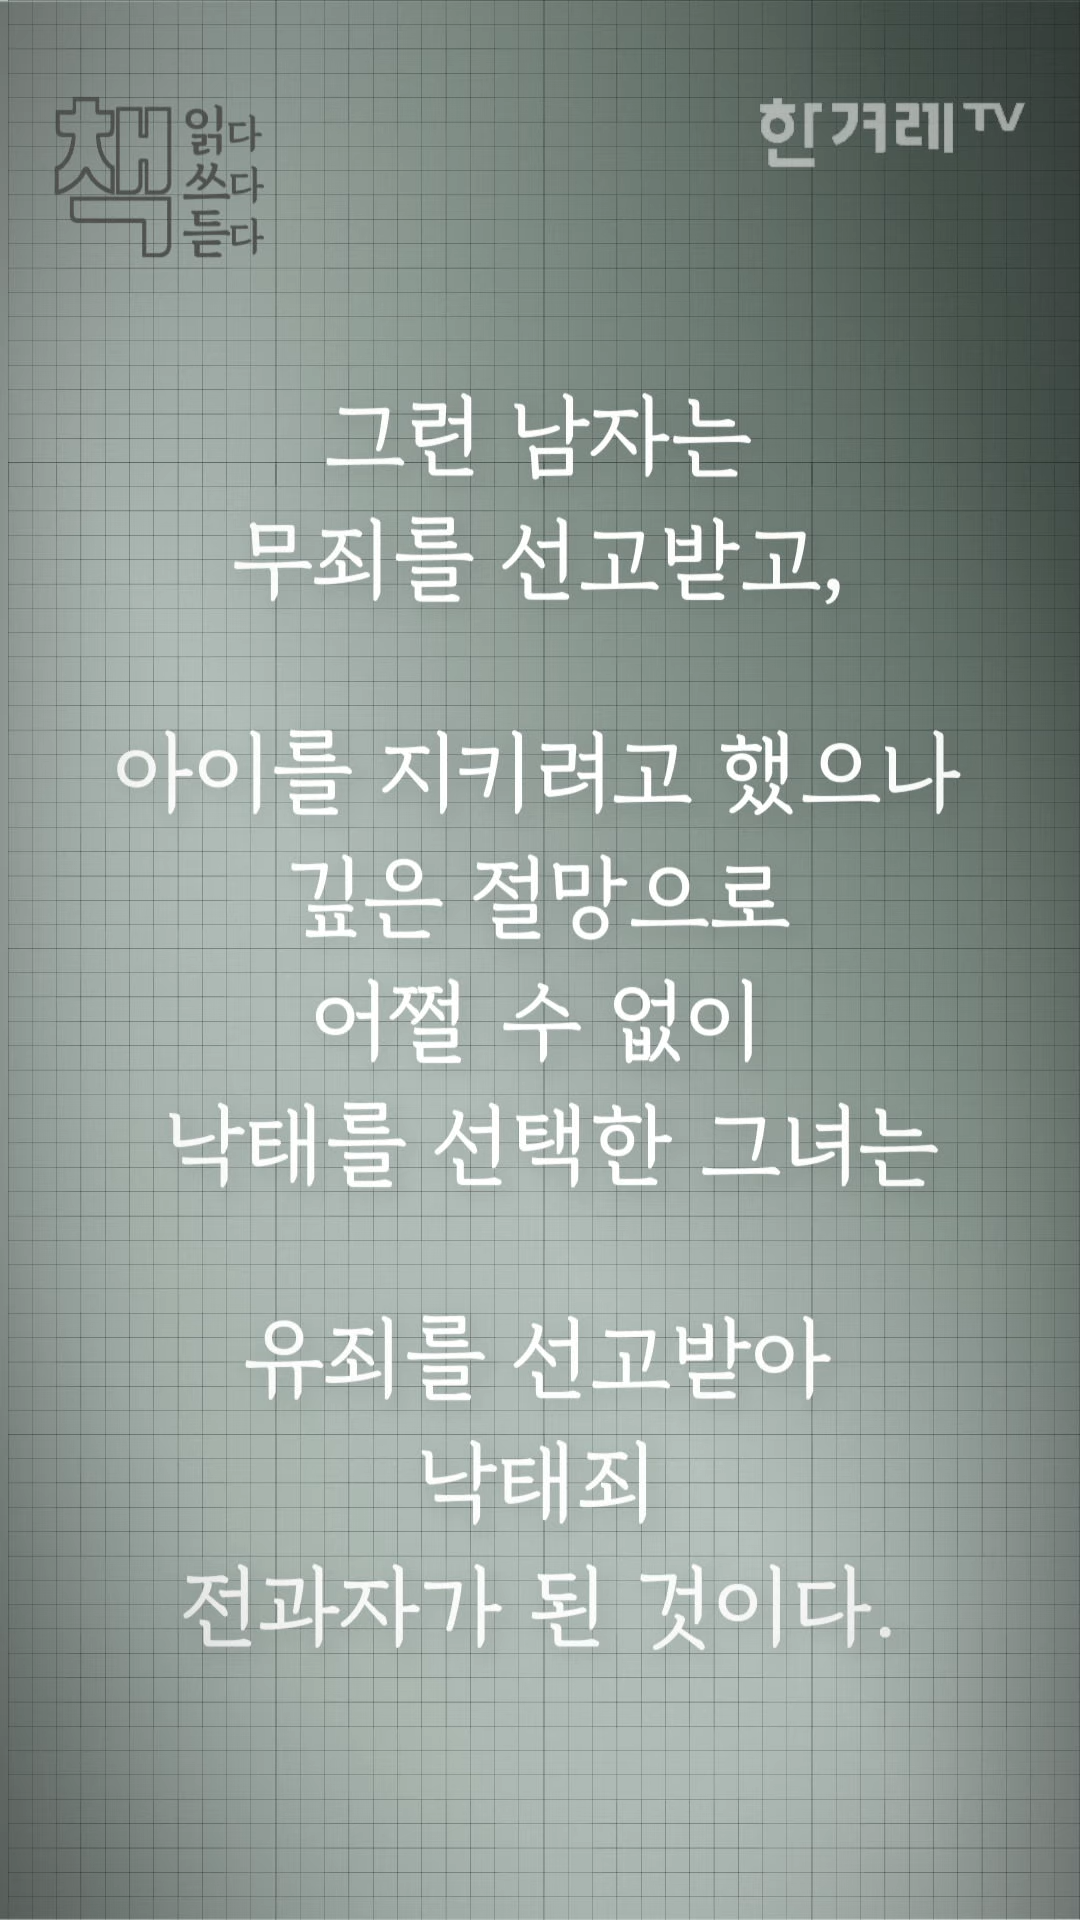 책 읽다
쓰다
듣다
한겨레TV
그런 남자는
무죄를 선고받고,
아이를 지키려고 했으나
깊은 절망으로
어쩔 수 없이
낙태를 선택한 그녀는
유죄를 선고받아
낙태죄
전과자가 된 것이다.